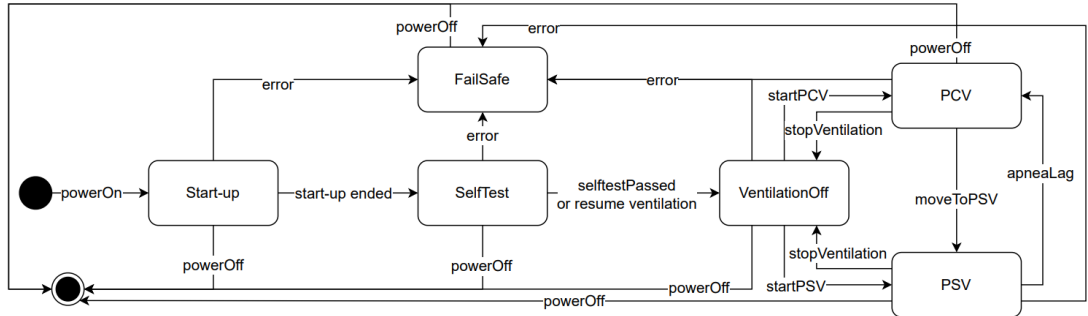 powerOff
error
powerOff
FailSafe
error
error
startPCV
PCV
error
stopVentilation
powerOn
Start-up
start-up ended
SelfTest
selftestPassed
or resume ventilation
VentilationOff
apneaLag
moveToPSV
stopVentilation
powerOff
powerOff
powerOff
startPSV
PSV
powerOff